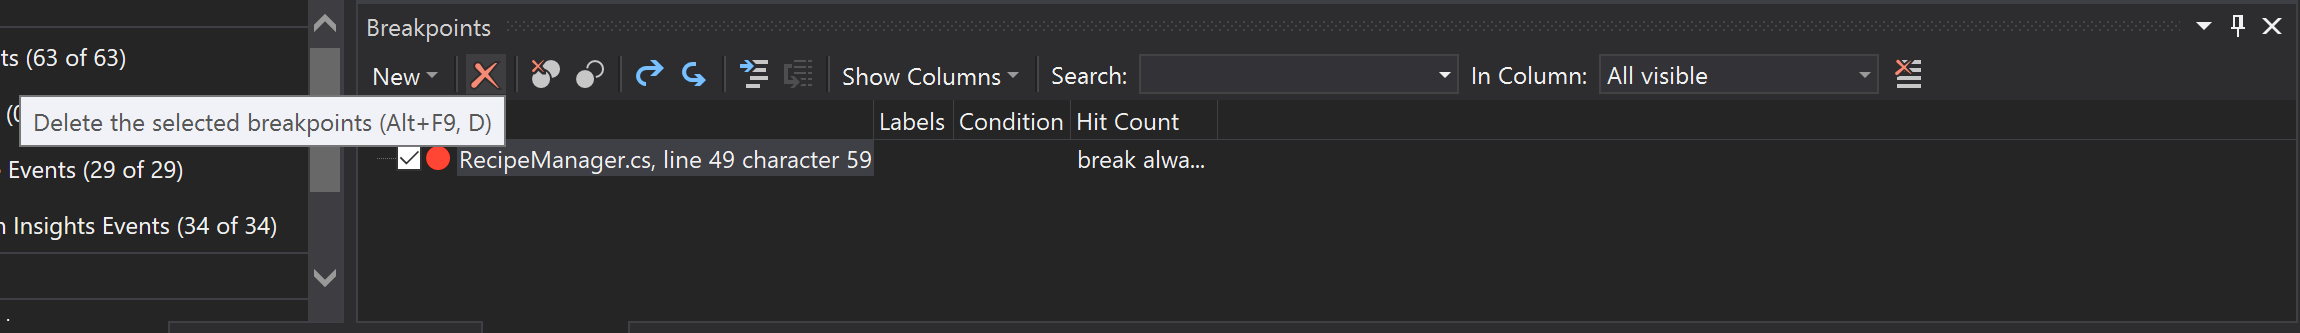 Breakpoints
ts (63 of 63)
New
Show Columns
Search:
In Column:
All visible
(0
Delete the selected breakpoints (Alt+F9, D)
Labels
Condition
Hit Count
RecipeManager.cs, line 49 character 59
break alwa...
Events (29 of 29)
n Insights Events (34 of 34)